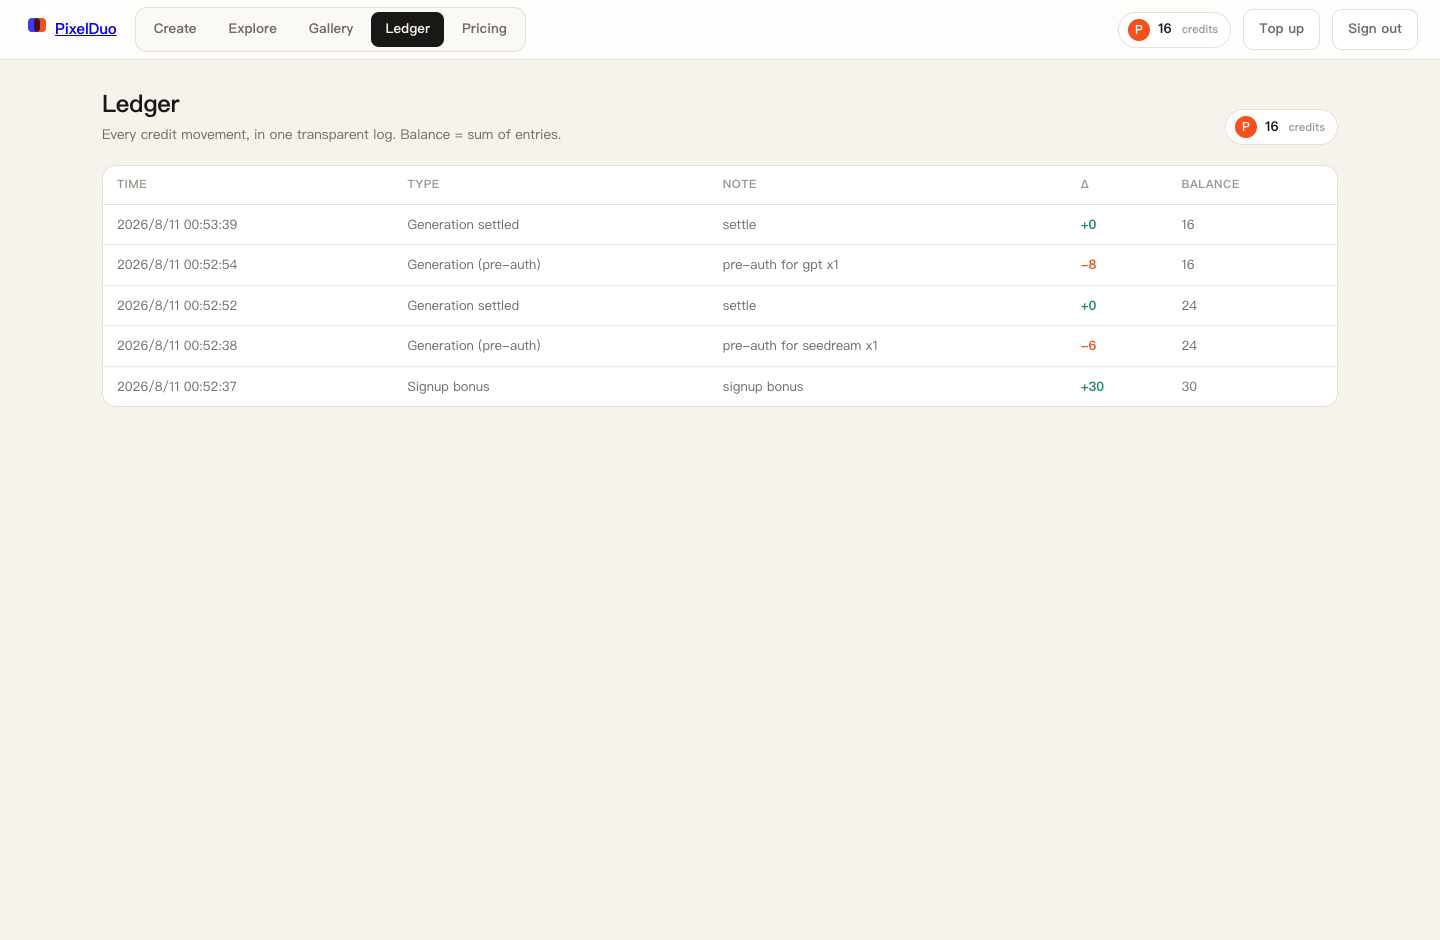 PixelDuo Create Explore Gallery Ledger Pricing P 16 credits Top up Sign out
Ledger
Every credit movement, in one transparent log. Balance = sum of entries.
P 16 credits
TIME TYPE NOTE Δ BALANCE
2026/8/11 00:53:39 Generation settled settle +0 16
2026/8/11 00:52:54 Generation (pre-auth) pre-auth for gpt x1 -8 16
2026/8/11 00:52:52 Generation settled settle +0 24
2026/8/11 00:52:38 Generation (pre-auth) pre-auth for seedream x1 -6 24
2026/8/11 00:52:37 Signup bonus signup bonus +30 30